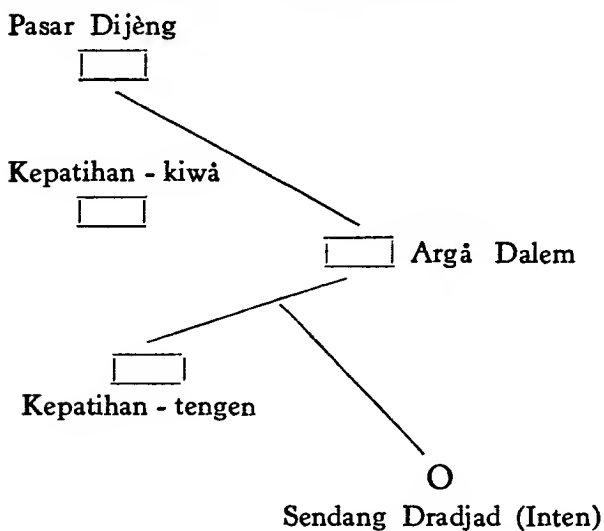 Pasar Dijèng
Kepatihan - kiwå
Argå Dalem
Kepatihan - tengen
Sendang Dradjad (Inten)